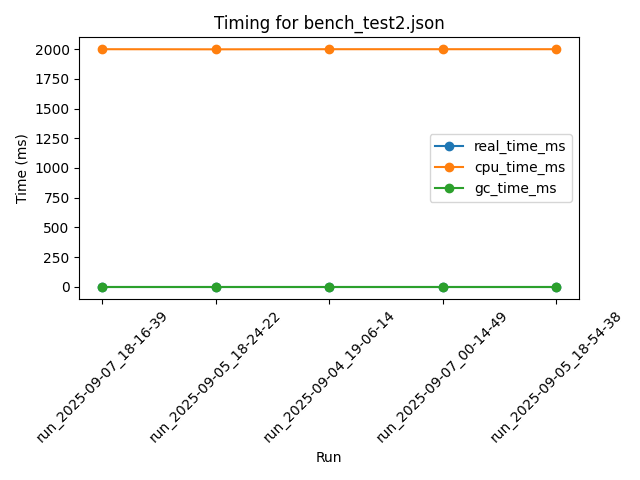 Timing for bench_test2.json
Time (ms)
2000
1750
1500
1250
1000
750
500
250
0
real_time_ms
cpu_time_ms
gc_time_ms
run_2025-09-07_18-16-39
run_2025-09-05_18-24-22
run_2025-09-04_19-06-14
run_2025-09-07_00-14-49
run_2025-09-05_18-54-38
Run